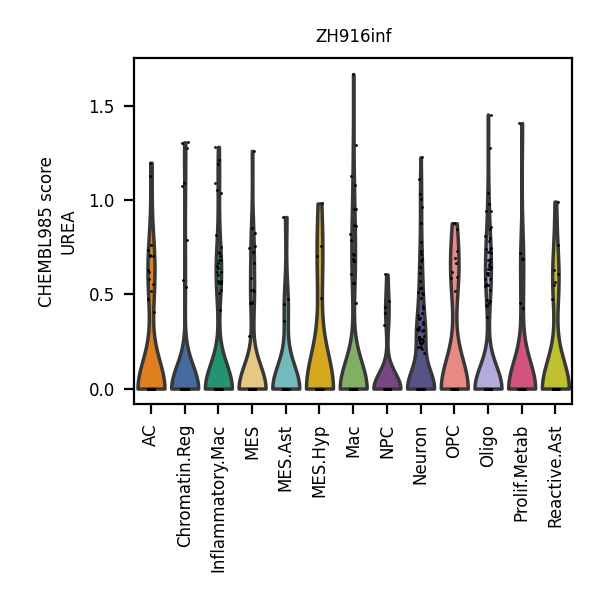 ZH916inf
CHEMBL985 score
UREA
1.5
1.0
0.5
0.0
AC
Chromatin.Reg
Inflammatory.Mac
MES
MES.Ast
MES.Hyp
Mac
NPC
Neuron
OPC
Oligo
Prolif.Metab
Reactive.Ast